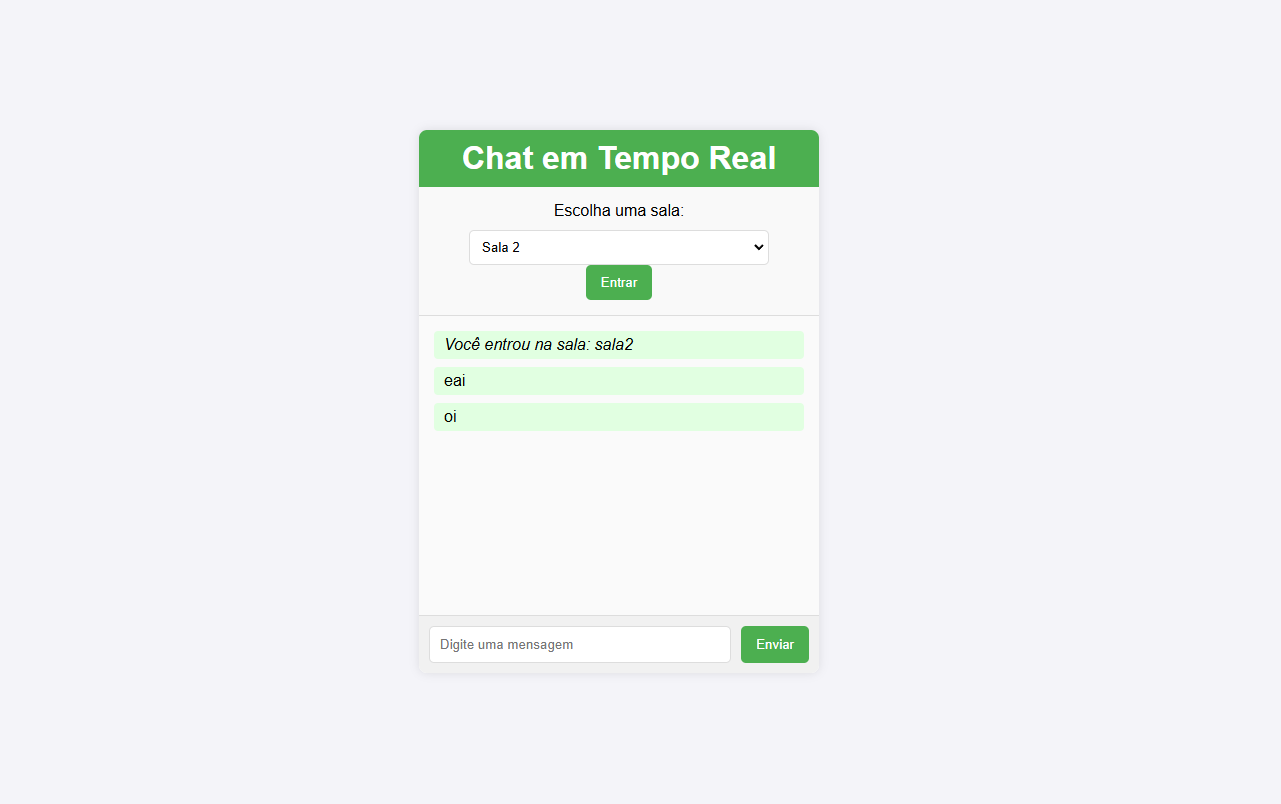 Chat em Tempo Real
Escolha uma sala:
Sala 2
Entrar
Você entrou na sala: sala2
eai
oi
Digite uma mensagem
Enviar